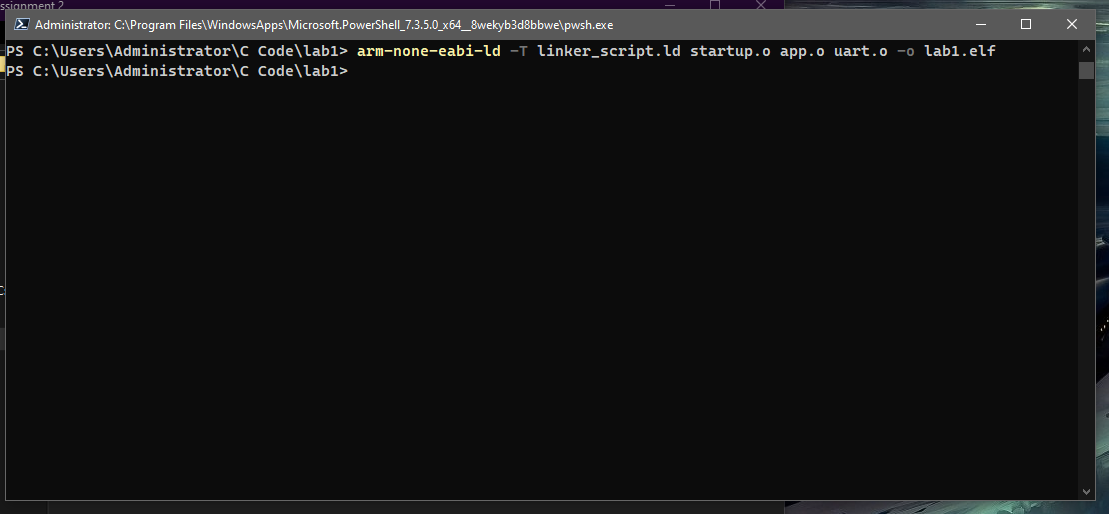 ssignment 2
Administrator: C:\Program Files\WindowsApps\Microsoft.PowerShell_7.3.5.0_x64__8wekyb3d8bbwe\pwsh.exe
PS C:\Users\Administrator\C Code\lab1> arm-none-eabi-ld -T linker_script.ld startup.o app.o uart.o -o lab1.elf
PS C:\Users\Administrator\C Code\lab1>